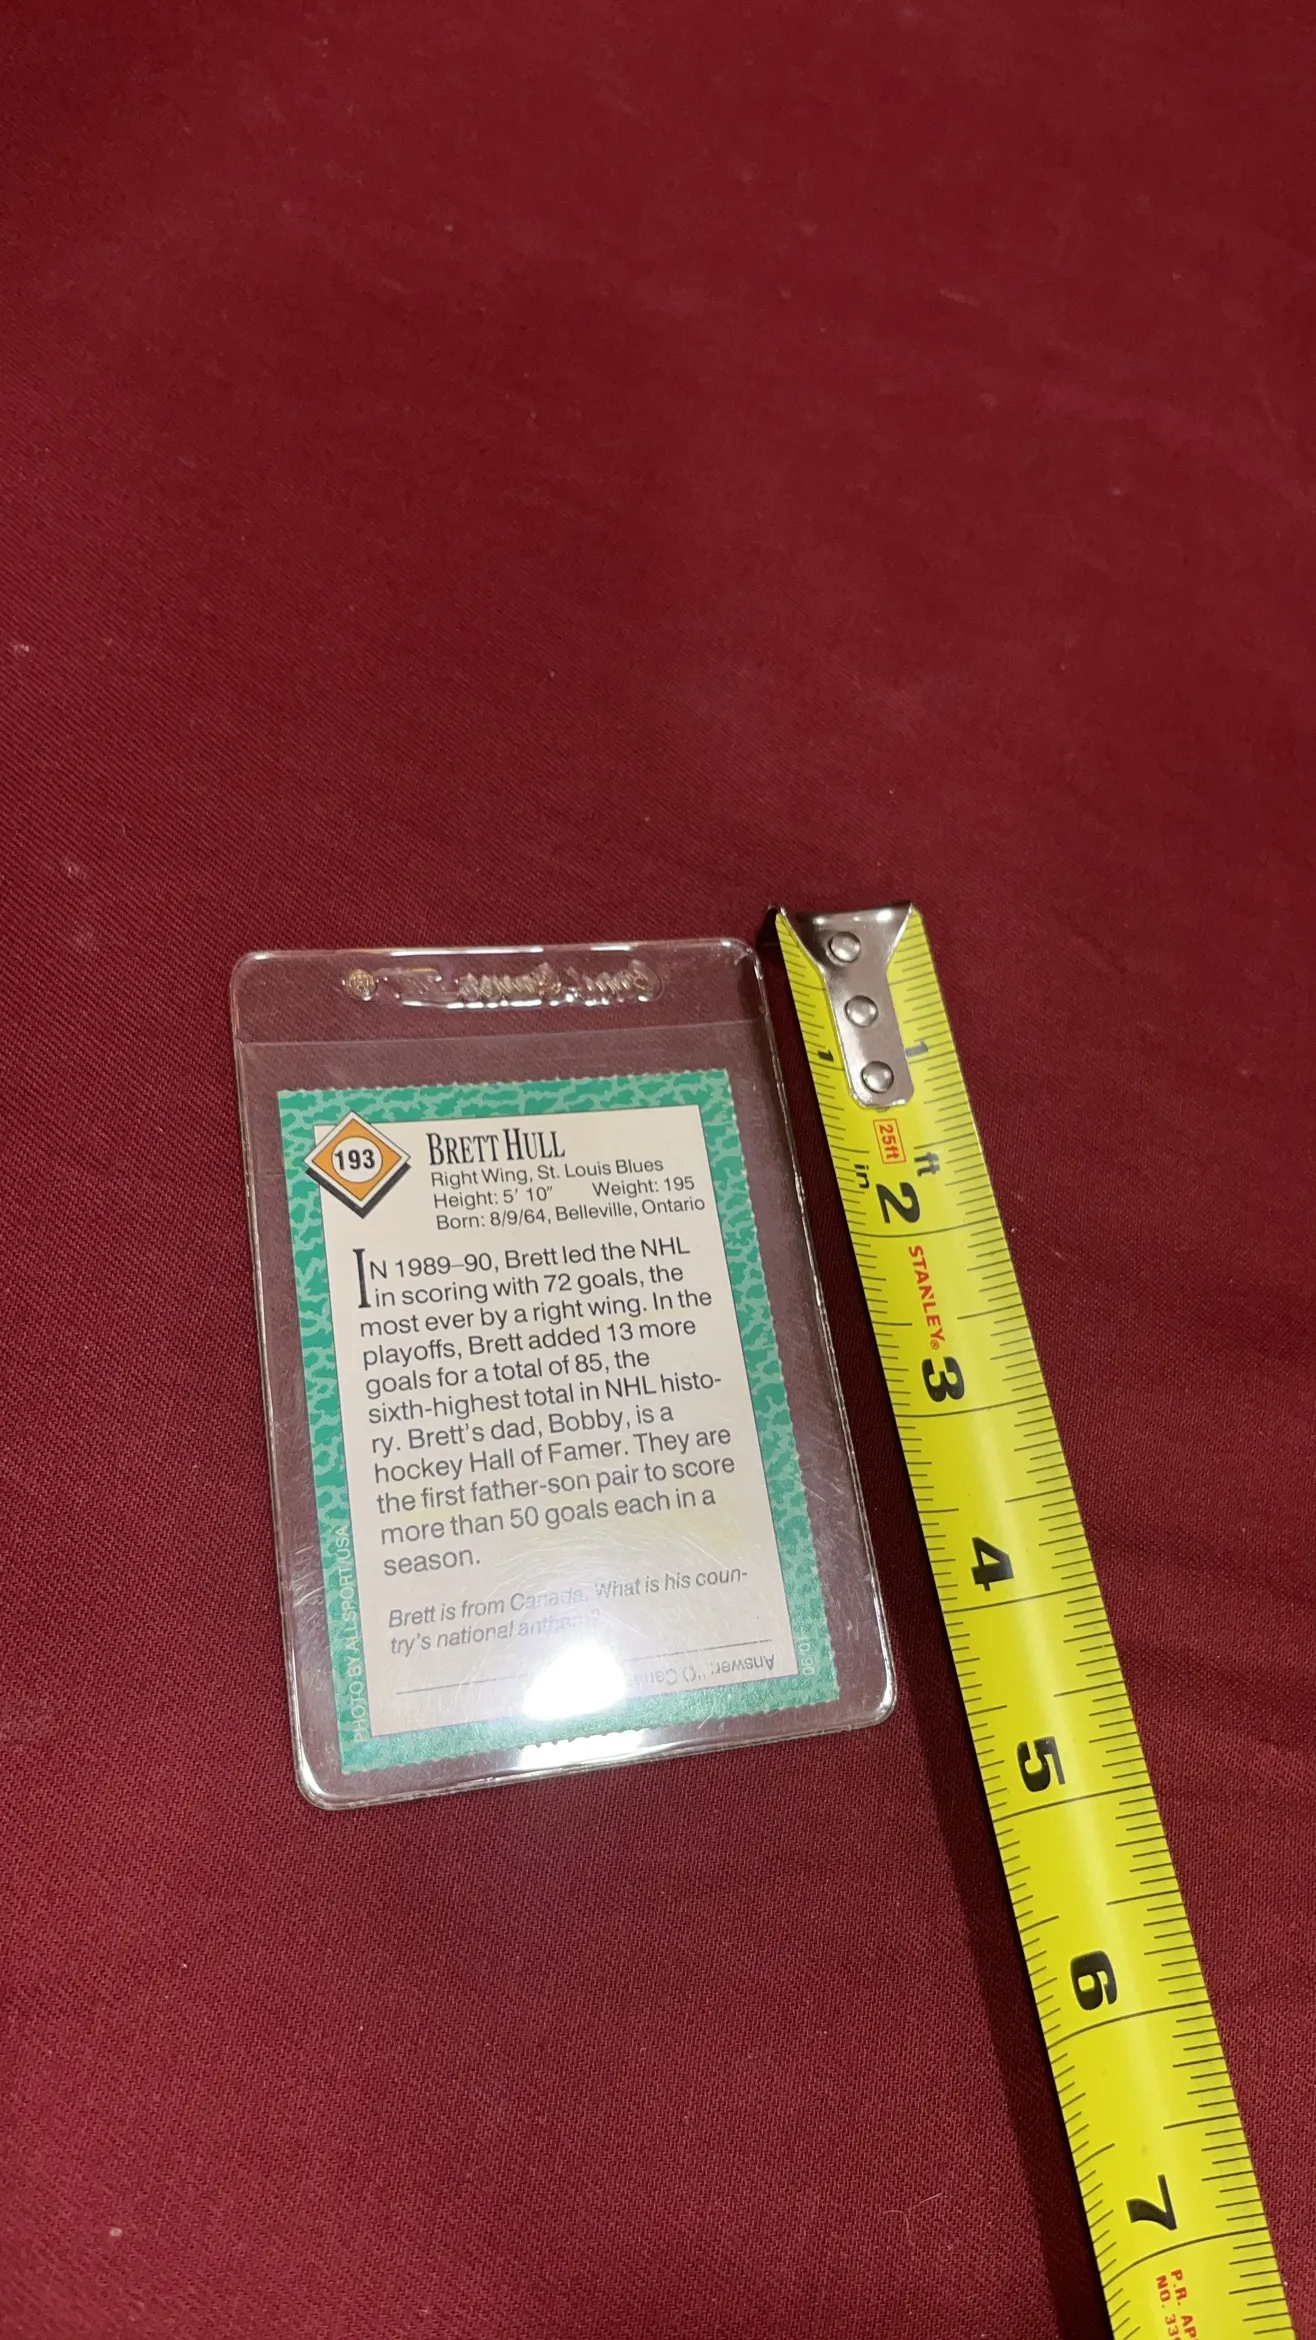 193
BRETT HULL
Right Wing, St. Louis Blues
Height: 5' 10" Weight: 195
Born: 8/9/64, Belleville, Ontario
IN 1989–90, Brett led the NHL
in scoring with 72 goals, the
most ever by a right wing. In the
playoffs, Brett added 13 more
goals for a total of 85, the
sixth-highest total in NHL histo-
ry. Brett's dad, Bobby, is a
hockey Hall of Famer. They are
the first father-son pair to score
more than 50 goals each in a
season.
Brett is from Canada. What is his coun-
try's national anthem?
Answer: "O
PHOTO BY ALLSPORT/USA
1
1
25ft
ft
in
2
STANLEY®
3
4
5
6
7
P.R.
NO.